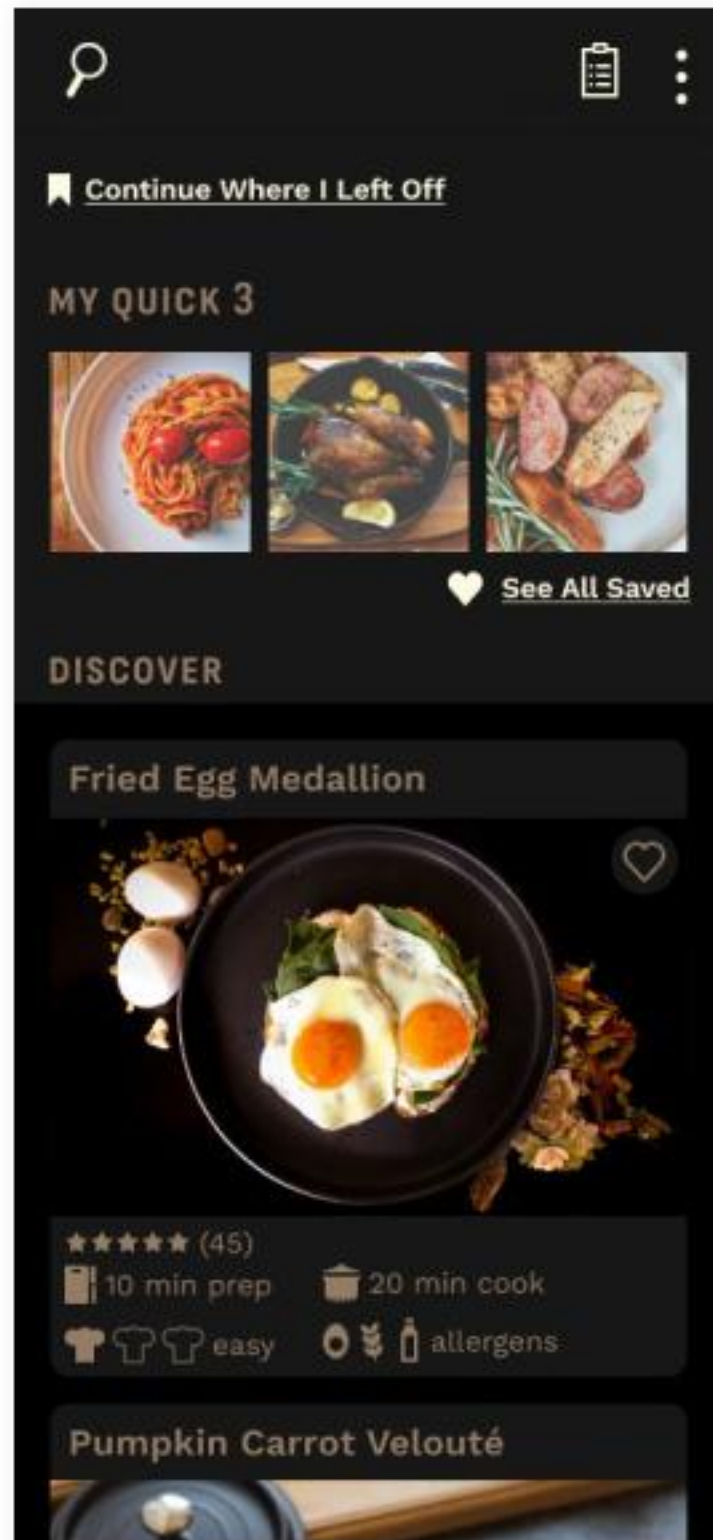 Continue Where I Left Off
MY QUICK 3
See All Saved
DISCOVER
Fried Egg Medallion
(45)
10 min prep
20 min cook
easy
allergens
Pumpkin Carrot Velouté